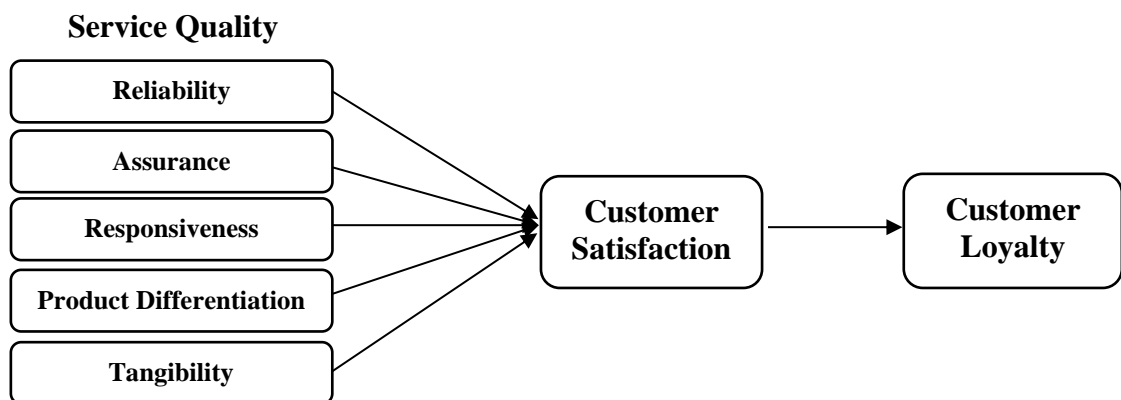 Service Quality
Reliability
Assurance
Responsiveness
Product Differentiation
Tangibility
Customer
Satisfaction
Customer
Loyalty